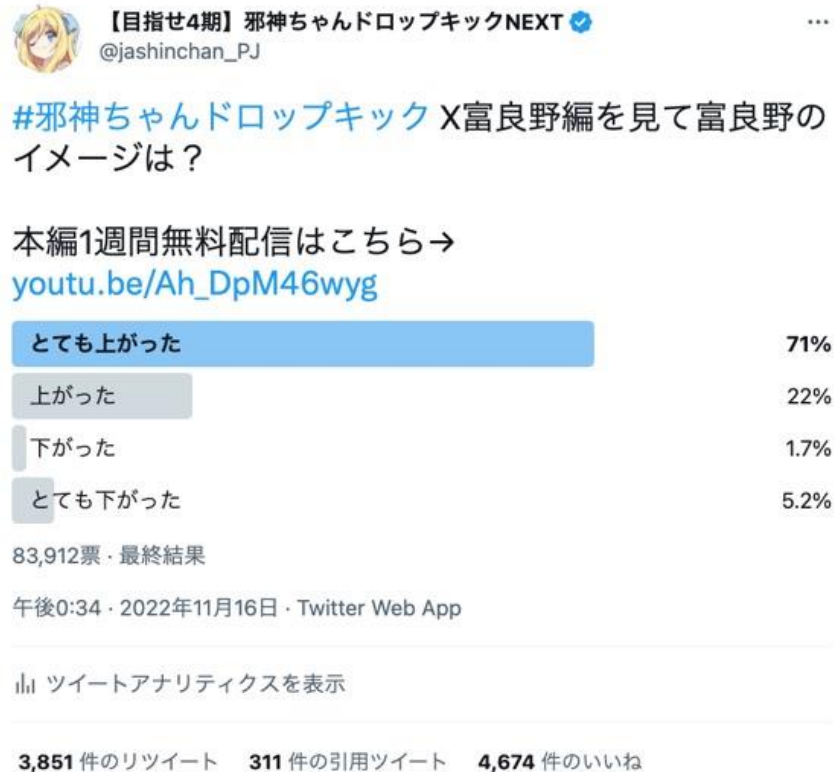 【目指せ4期】邪神ちゃんドロップキックNEXT
@jashinchan_PJ
#邪神ちゃんドロップキック X富良野編を見て富良野の
イメージは？
本編1週間無料配信はこちら→
youtu.be/Ah_DpM46wyg
とても上がった 71%
上がった 22%
下がった 1.7%
とても下がった 5.2%
83,912票 · 最終結果
午後0:34 · 2022年11月16日 · Twitter Web App
ツイートアナリティクスを表示
3,851 件のリツイート 311 件の引用ツイート 4,674 件のいいね